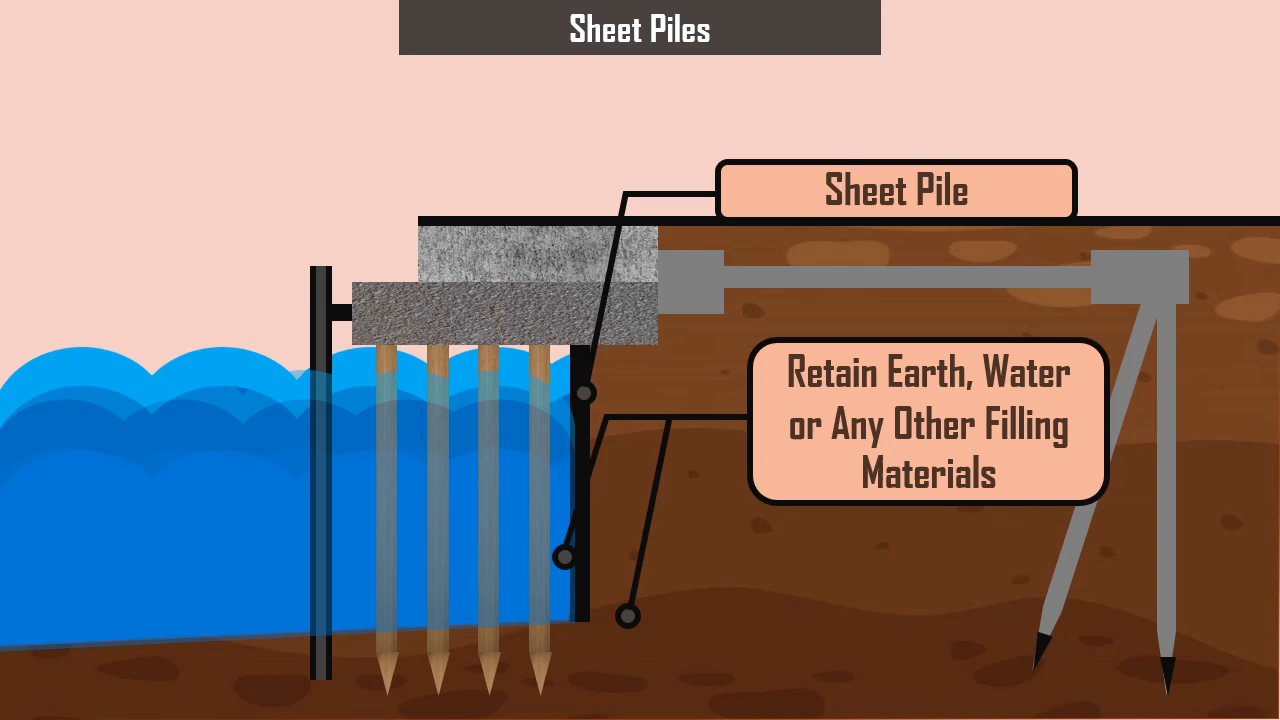 Sheet Piles
Sheet Pile
Retain Earth, Water
or Any Other Filling
Materials